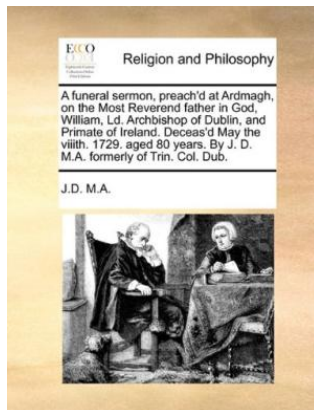 ECCO
Religion and Philosophy
A funeral sermon, preach'd at Ardmagh,
on the Most Reverend father in God,
William, Ld. Archbishop of Dublin, and
Primate of Ireland. Deceas'd May the
viiith. 1729. aged 80 years. By J. D.
M.A. formerly of Trin. Col. Dub.
J.D. M.A.